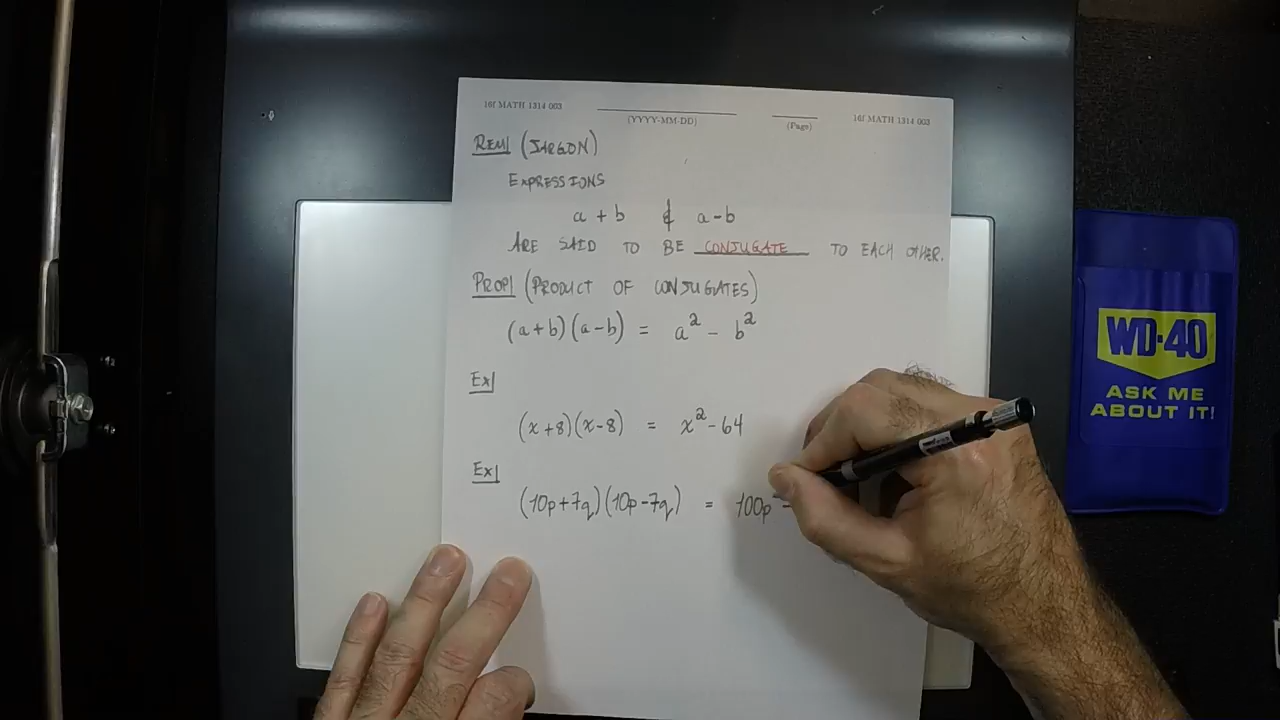 16f MATH 1314 003 (YYYY-MM-DD) (Page) 16f MATH 1314 003
REM (JARGON)
EXPRESSIONS
a + b & a - b
ARE SAID TO BE CONJUGATE TO EACH OTHER.
PROP (PRODUCT OF CONJUGATES)
(a+b)(a-b) = a² - b²
Ex
(x+8)(x-8) = x² - 64
Ex
(10p+7q)(10p-7q) = 100p
WD-40
ASK ME
ABOUT IT!